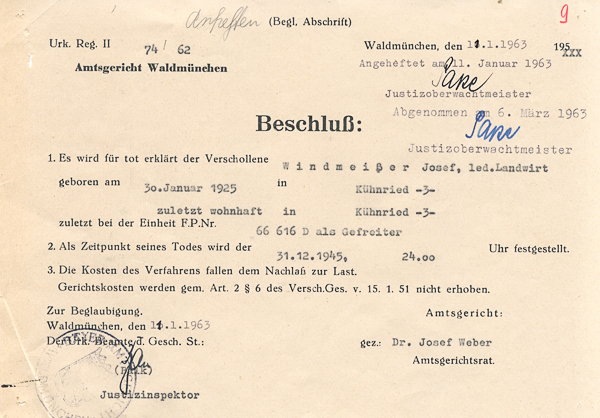 Anheften (Begl. Abschrift) 9
Urk. Reg. II 74/ 62
Amtsgericht Waldmünchen
Waldmünchen, den 11.1.1963 195xxx
Angeheftet am 11. Januar 1963
Justizoberwachtmeister
Abgenommen am 6. März 1963
Justizoberwachtmeister
Beschluß:
1. Es wird für tot erklärt der Verschollene Windmeißer Josef, led.Landwirt
geboren am 30.Januar 1925 in Kühnried -3-
zuletzt wohnhaft in Kühnried -3-
zuletzt bei der Einheit F.P.Nr. 66 616 D als Gefreiter
2. Als Zeitpunkt seines Todes wird der 31.12.1945, 24.oo Uhr festgestellt.
3. Die Kosten des Verfahrens fallen dem Nachlaß zur Last.
Gerichtskosten werden gem. Art. 2 § 6 des Versch.Ges. v. 15. 1. 51 nicht erhoben.
Zur Beglaubigung.
Waldmünchen, den 11.1.1963
Der Urk. Beamte d. Gesch. St.:
Justizinspektor
Amtsgericht:
gez.: Dr. Josef Weber
Amtsgerichtsrat.